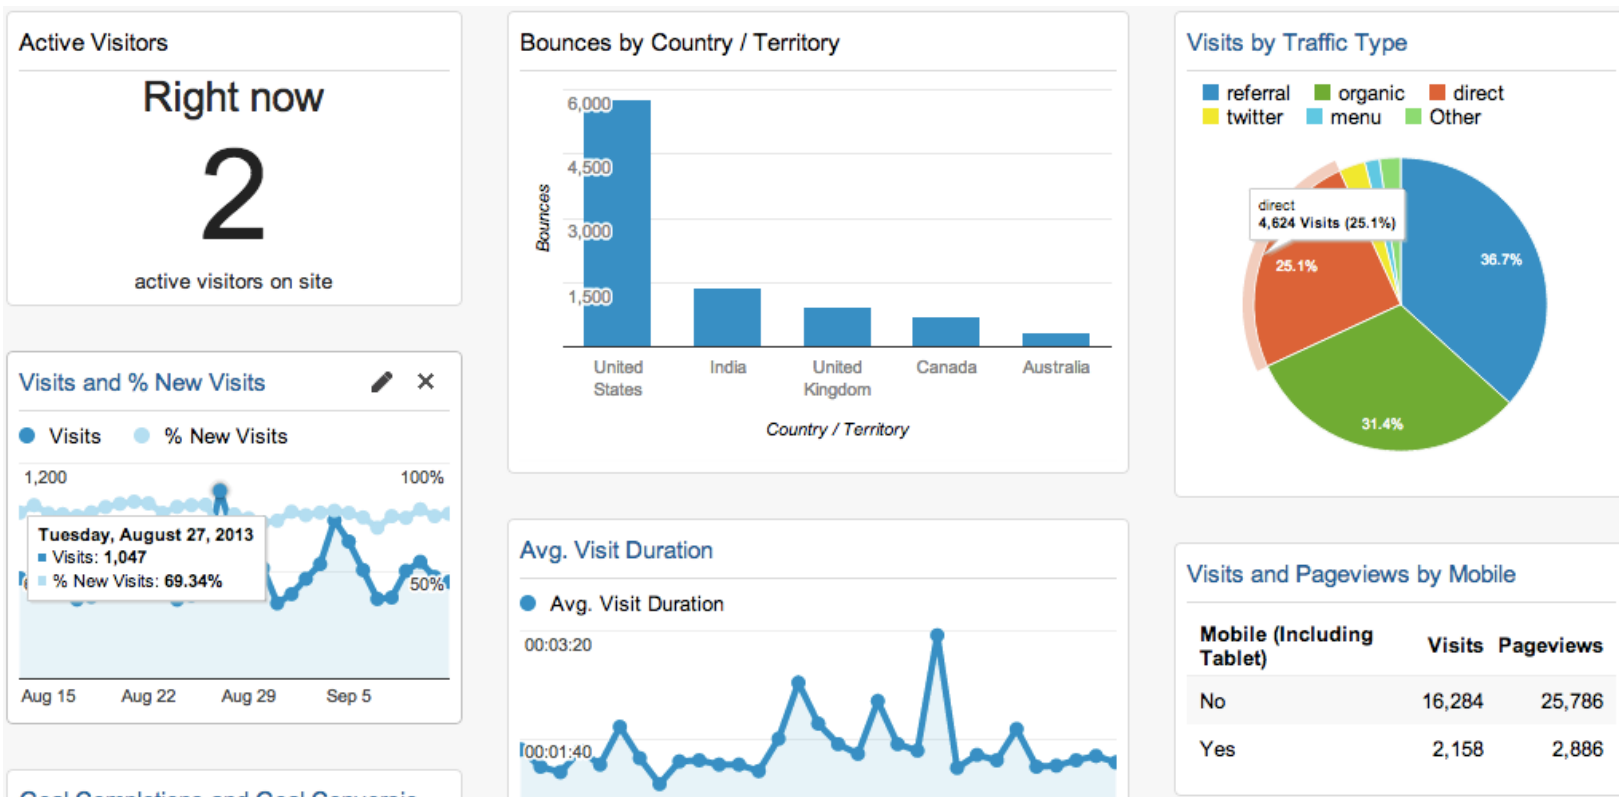 Active Visitors
Right now
2
active visitors on site
Visits and % New Visits
Visits % New Visits
1,200 100%
Tuesday, August 27, 2013
Visits: 1,047
% New Visits: 69.34%
50%
Aug 15 Aug 22 Aug 29 Sep 5
Bounces by Country / Territory
6,000
4,500
3,000
1,500
Bounces
United States
India
United Kingdom
Canada
Australia
Country / Territory
Avg. Visit Duration
Avg. Visit Duration
00:03:20
00:01:40
Visits by Traffic Type
referral organic direct
twitter menu Other
direct
4,624 Visits (25.1%)
36.7%
25.1%
31.4%
Visits and Pageviews by Mobile
Mobile (Including Tablet) Visits Pageviews
No 16,284 25,786
Yes 2,158 2,886